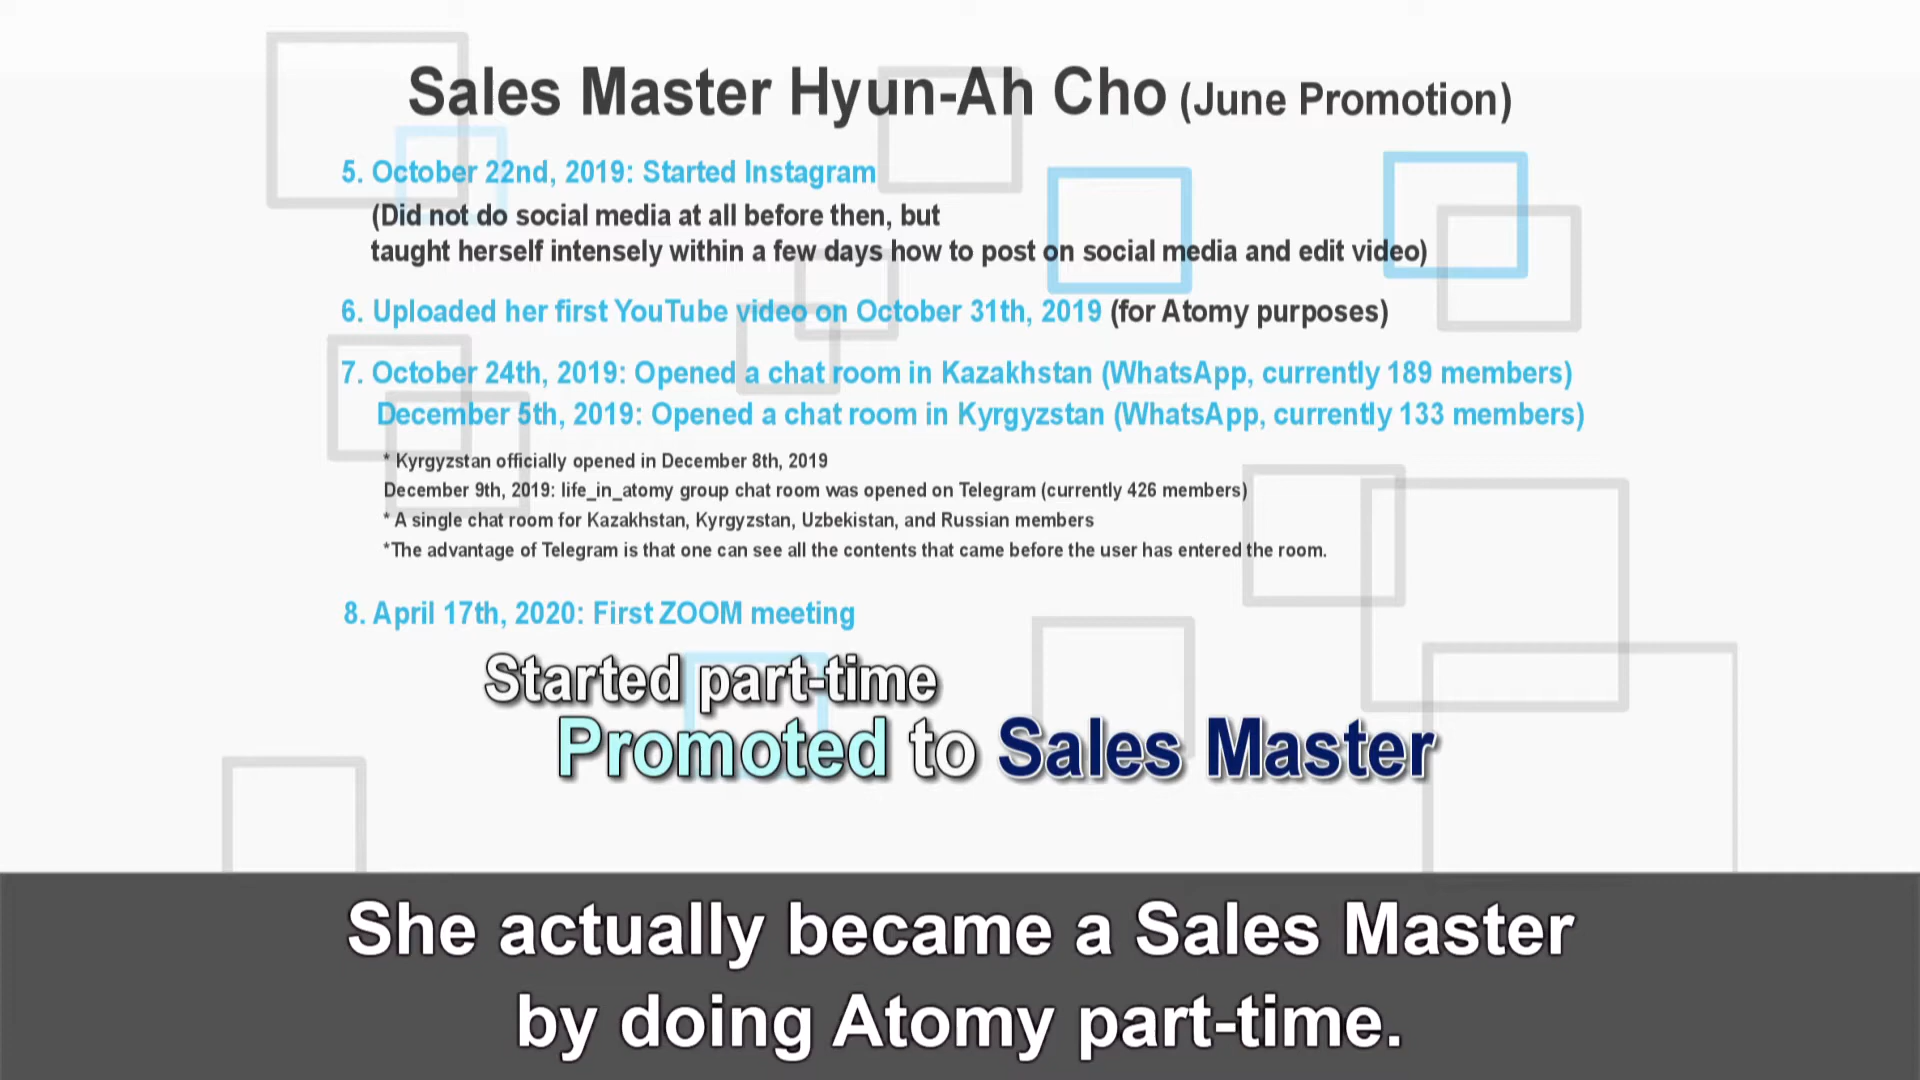 Sales Master Hyun-Ah Cho (June Promotion)
5. October 22nd, 2019: Started Instagram
(Did not do social media at all before then, but
taught herself intensely within a few days how to post on social media and edit video)
6. Uploaded her first YouTube video on October 31th, 2019 (for Atomy purposes)
7. October 24th, 2019: Opened a chat room in Kazakhstan (WhatsApp, currently 189 members)
December 5th, 2019: Opened a chat room in Kyrgyzstan (WhatsApp, currently 133 members)
* Kyrgyzstan officially opened in December 8th, 2019
December 9th, 2019: life_in_atomy group chat room was opened on Telegram (currently 426 members)
* A single chat room for Kazakhstan, Kyrgyzstan, Uzbekistan, and Russian members
*The advantage of Telegram is that one can see all the contents that came before the user has entered the room.
8. April 17th, 2020: First ZOOM meeting
Started part-time
Promoted to Sales Master
She actually became a Sales Master
by doing Atomy part-time.